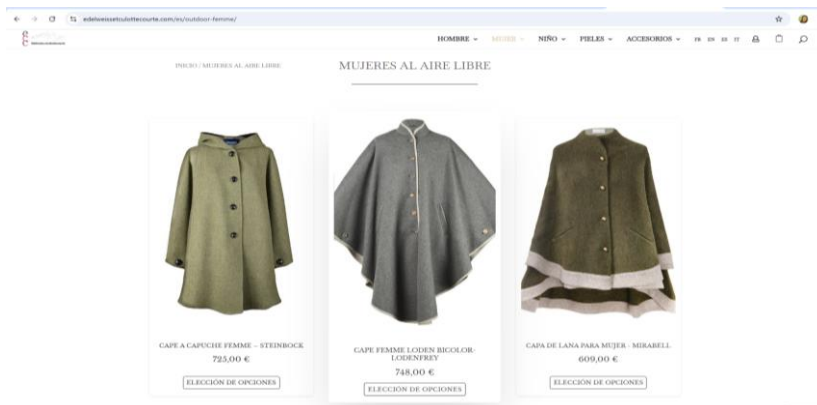 edelweissetculottecourte.com/es/outdoor-femme/
HOMBRE MUJER NIÑO PIELES ACCESORIOS FR EN ES IT
INICIO / MUJERES AL AIRE LIBRE
MUJERES AL AIRE LIBRE
CAPE A CAPUCHE FEMME – STEINBOCK
725,00 €
ELECCIÓN DE OPCIONES
CAPE FEMME LODEN BICOLOR-
LODENFREY
748,00 €
ELECCIÓN DE OPCIONES
CAPA DE LANA PARA MUJER - MIRABELL
609,00 €
ELECCIÓN DE OPCIONES